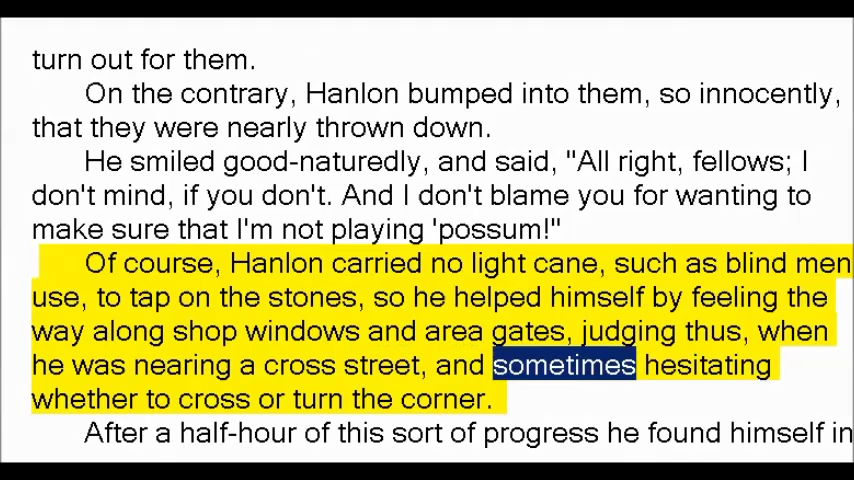 turn out for them.
On the contrary, Hanlon bumped into them, so innocently,
that they were nearly thrown down.
He smiled good-naturedly, and said, "All right, fellows; I
don't mind, if you don't. And I don't blame you for wanting to
make sure that I'm not playing 'possum!"
Of course, Hanlon carried no light cane, such as blind men
use, to tap on the stones, so he helped himself by feeling the
way along shop windows and area gates, judging thus, when
he was nearing a cross street, and sometimes hesitating
whether to cross or turn the corner.
After a half-hour of this sort of progress he found himself in